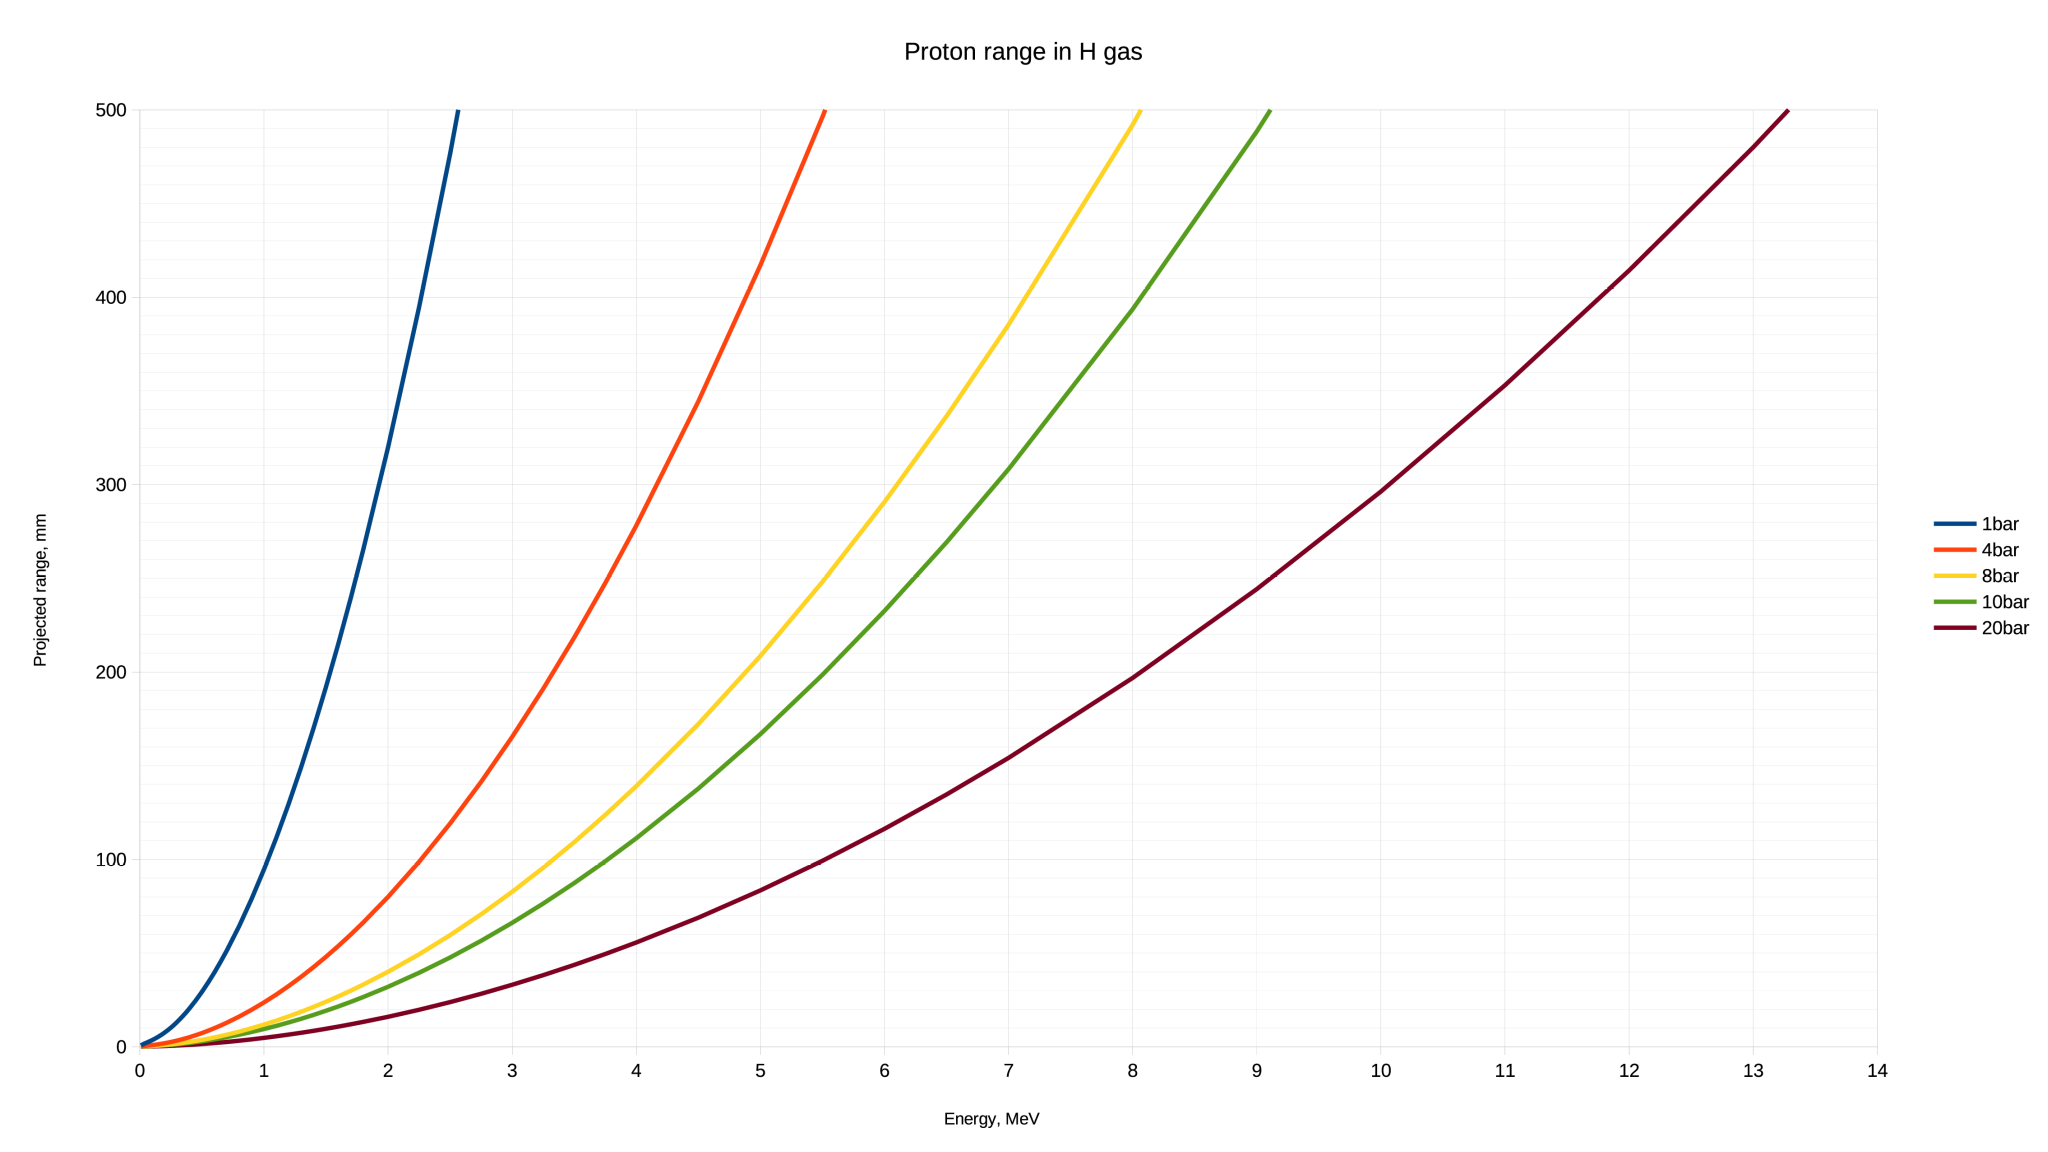 Proton range in H gas
500
400
300
200
100
0
Projected range, mm
0 1 2 3 4 5 6 7 8 9 10 11 12 13 14
Energy, MeV
1bar
4bar
8bar
10bar
20bar